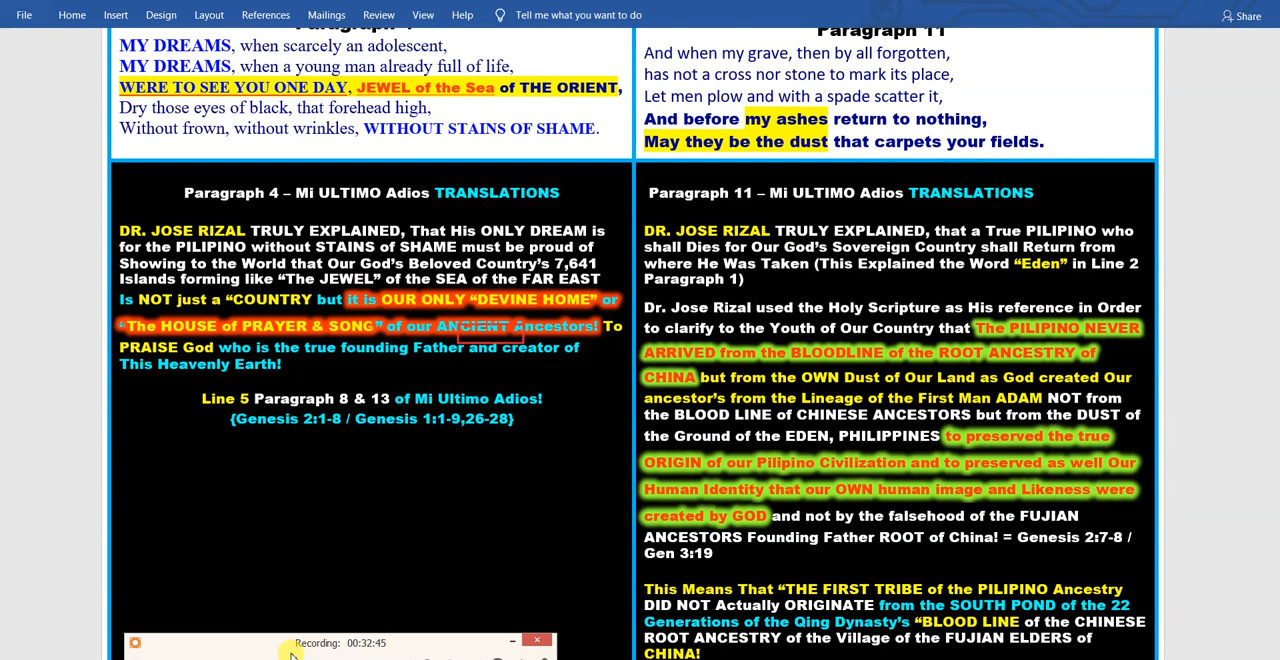 File Home Insert Design Layout References Mailings Review View Help Tell me what you want to do Share
MY DREAMS, when scarcely an adolescent,
MY DREAMS, when a young man already full of life,
WERE TO SEE YOU ONE DAY, JEWEL of the Sea of THE ORIENT,
Dry those eyes of black, that forehead high,
Without frown, without wrinkles, WITHOUT STAINS OF SHAME.
Paragraph 11
And when my grave, then by all forgotten,
has not a cross nor stone to mark its place,
Let men plow and with a spade scatter it,
And before my ashes return to nothing,
May they be the dust that carpets your fields.
Paragraph 4 – Mi ULTIMO Adios TRANSLATIONS
DR. JOSE RIZAL TRULY EXPLAINED, That His ONLY DREAM is
for the PILIPINO without STAINS of SHAME must be proud of
Showing to the World that Our God's Beloved Country's 7,641
Islands forming like “The JEWEL” of the SEA of the FAR EAST
Is NOT just a “COUNTRY but it is OUR ONLY “DEVINE HOME” or
“The HOUSE of PRAYER & SONG” of our ANCIENT Ancestors! To
PRAISE God who is the true founding Father and creator of
This Heavenly Earth!
Line 5 Paragraph 8 & 13 of Mi Ultimo Adios!
{Genesis 2:1-8 / Genesis 1:1-9,26-28}
Paragraph 11 – Mi ULTIMO Adios TRANSLATIONS
DR. JOSE RIZAL TRULY EXPLAINED, that a True PILIPINO who
shall Dies for Our God's Sovereign Country shall Return from
where He Was Taken (This Explained the Word “Eden” in Line 2
Paragraph 1)
Dr. Jose Rizal used the Holy Scripture as His reference in Order
to clarify to the Youth of Our Country that The PILIPINO NEVER
ARRIVED from the BLOODLINE of the ROOT ANCESTRY of
CHINA but from the OWN Dust of Our Land as God created Our
ancestor's from the Lineage of the First Man ADAM NOT from
the BLOOD LINE of CHINESE ANCESTORS but from the DUST of
the Ground of the EDEN, PHILIPPINES to preserved the true
ORIGIN of our Pilipino Civilization and to preserved as well Our
Human Identity that our OWN human image and Likeness were
created by GOD and not by the falsehood of the FUJIAN
ANCESTORS Founding Father ROOT of China! = Genesis 2:7-8 /
Gen 3:19
This Means That “THE FIRST TRIBE of the PILIPINO Ancestry
DID NOT Actually ORIGINATE from the SOUTH POND of the 22
Generations of the Qing Dynasty's “BLOOD LINE of the CHINESE
ROOT ANCESTRY of the Village of the FUJIAN ELDERS of
CHINA!
Recording: 00:32:45